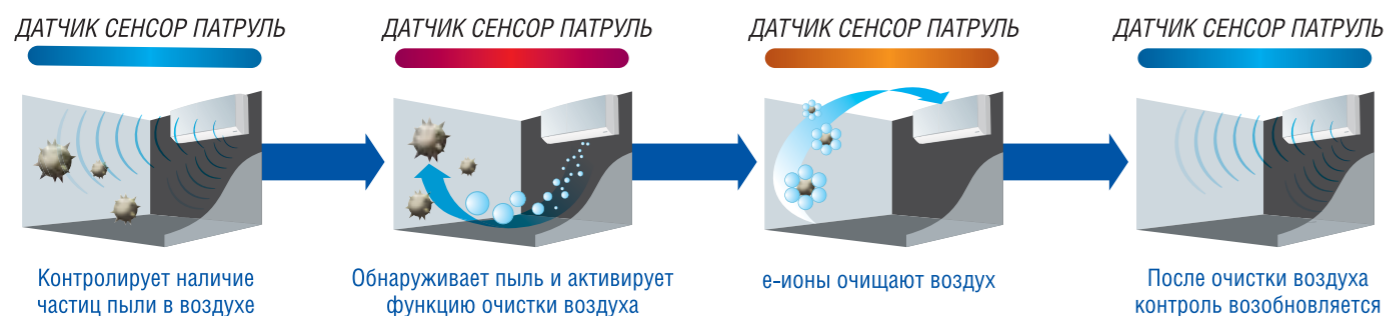 ДАТЧИК СЕНСОР ПАТРУЛЬ
Контролирует наличие
частиц пыли в воздухе
ДАТЧИК СЕНСОР ПАТРУЛЬ
Обнаруживает пыль и активирует
функцию очистки воздуха
ДАТЧИК СЕНСОР ПАТРУЛЬ
е-ионы очищают воздух
ДАТЧИК СЕНСОР ПАТРУЛЬ
После очистки воздуха
контроль возобновляется